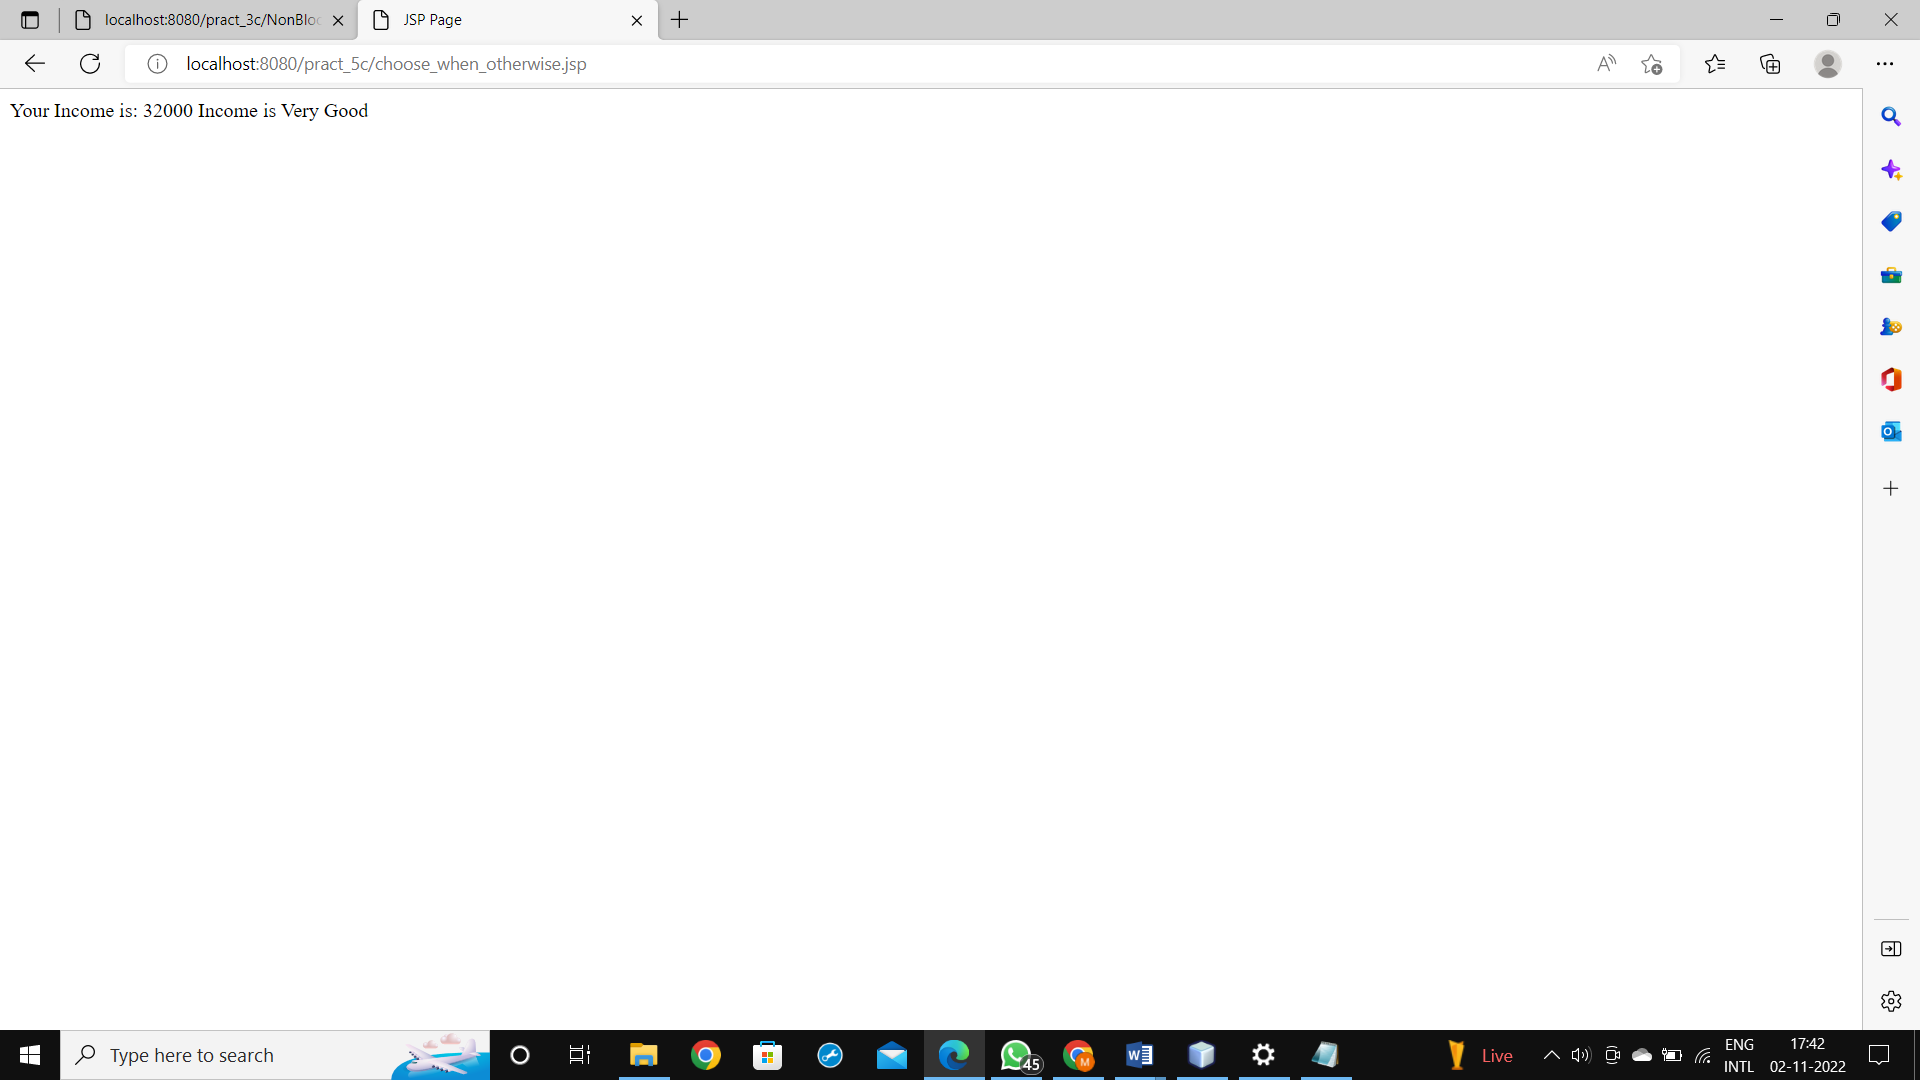 localhost:8080/pract_3c/NonBlo
JSP Page
localhost:8080/pract_5c/choose_when_otherwise.jsp
Your Income is: 32000 Income is Very Good
Type here to search
45
M
Live
ENG
INTL
17:42
02-11-2022